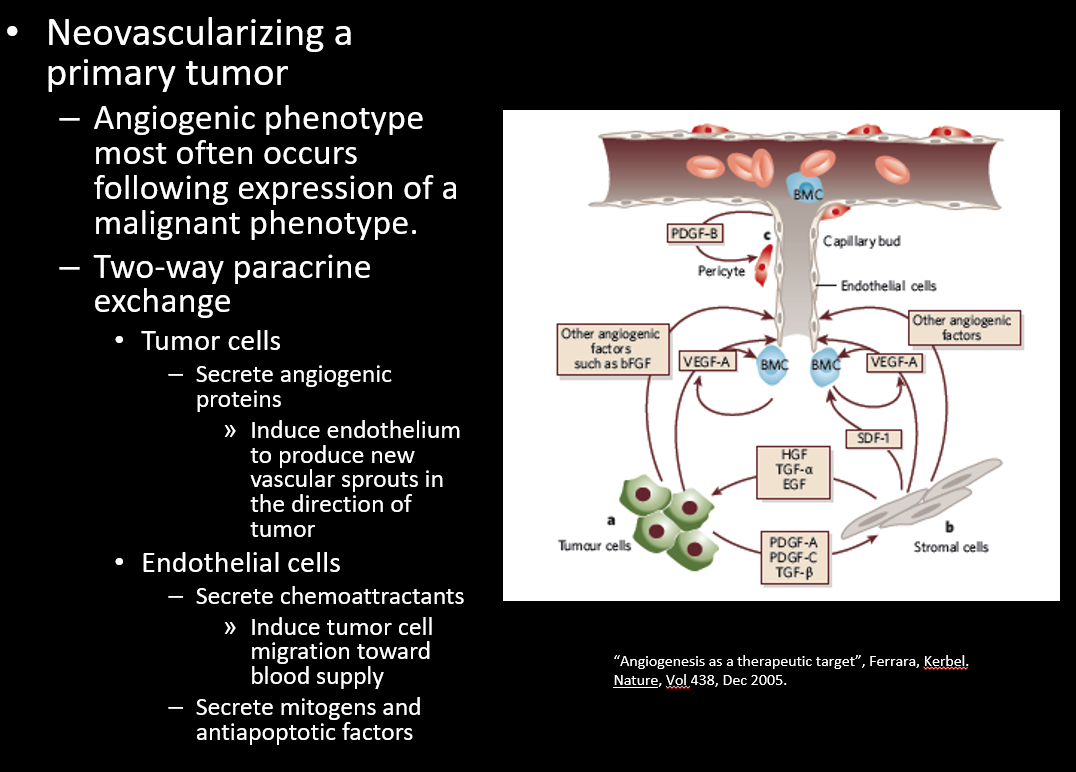 • Neovascularizing a
primary tumor
– Angiogenic phenotype
most often occurs
following expression of a
malignant phenotype.
– Two-way paracrine
exchange
• Tumor cells
– Secrete angiogenic
proteins
» Induce endothelium
to produce new
vascular sprouts in
the direction of
tumor
• Endothelial cells
– Secrete chemoattractants
» Induce tumor cell
migration toward
blood supply
– Secrete mitogens and
antiapoptotic factors
BMC
PDGF-B
c
Capillary bud
Pericyte
Endothelial cells
Other angiogenic
factors
such as bFGF
Other angiogenic
factors
VEGF-A
BMC
BMC
VEGF-A
SDF-1
HGF
TGF-α
EGF
a
Tumour cells
b
Stromal cells
PDGF-A
PDGF-C
TGF-β
“Angiogenesis as a therapeutic target”, Ferrara, Kerbel.
Nature, Vol 438, Dec 2005.